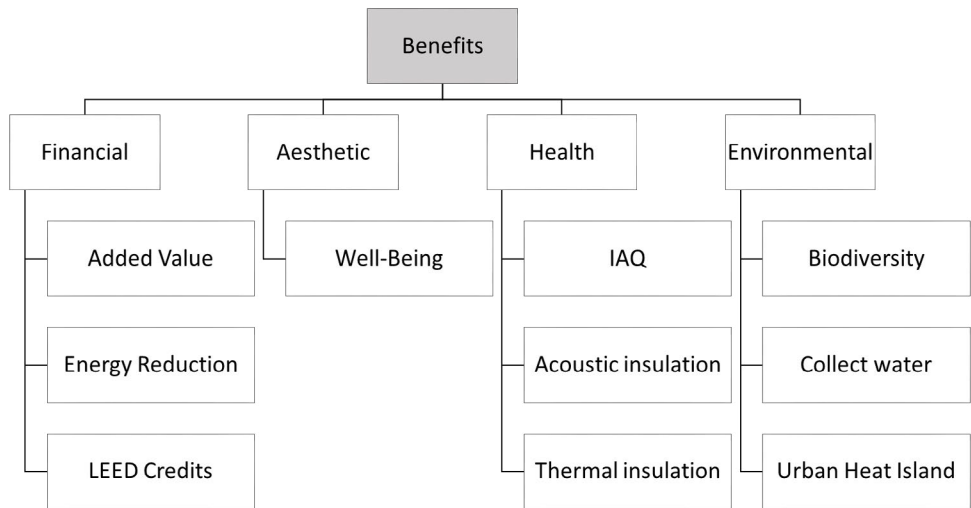 Benefits
Financial
Aesthetic
Health
Environmental
Added Value
Well-Being
IAQ
Biodiversity
Energy Reduction
Acoustic insulation
Collect water
LEED Credits
Thermal insulation
Urban Heat Island